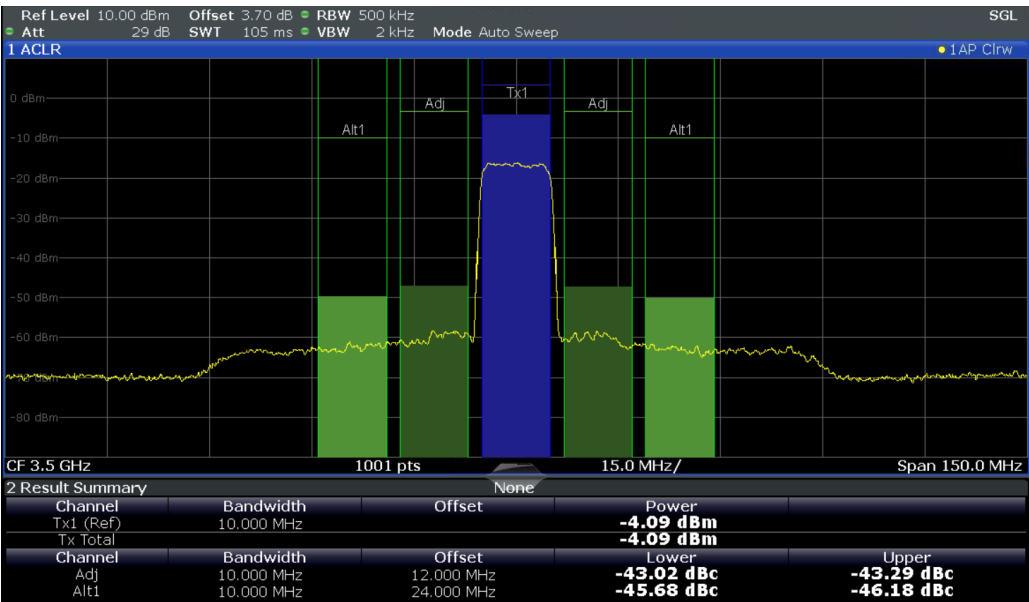 Ref Level 10.00 dBm Offset 3.70 dB RBW 500 kHz SGL
Att 29 dB SWT 105 ms VBW 2 kHz Mode Auto Sweep
1 ACLR 1AP Clrw
0 dBm
Tx1
Adj Adj
Alt1 Alt1
-10 dBm
-20 dBm
-30 dBm
-40 dBm
-50 dBm
-60 dBm
-80 dBm
CF 3.5 GHz 1001 pts 15.0 MHz/ Span 150.0 MHz
2 Result Summary None
Channel Bandwidth Offset Power
Tx1 (Ref) 10.000 MHz -4.09 dBm
Tx Total -4.09 dBm
Channel Bandwidth Offset Lower Upper
Adj 10.000 MHz 12.000 MHz -43.02 dBc -43.29 dBc
Alt1 10.000 MHz 24.000 MHz -45.68 dBc -46.18 dBc